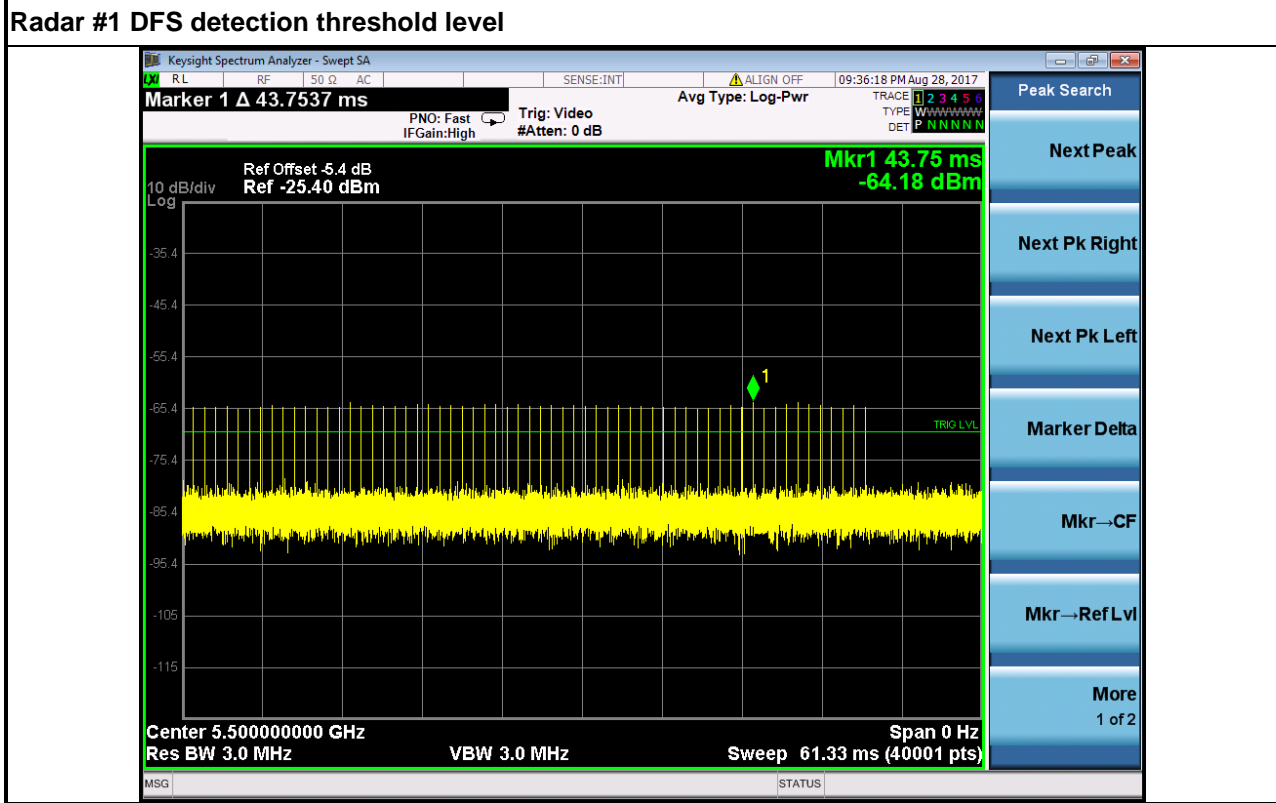 Radar #1 DFS detection threshold level
Keysight Spectrum Analyzer - Swept SA
LXI RL RF 50 Ω AC SENSE:INT ALIGN OFF 09:36:18 PM Aug 28, 2017
Marker 1 Δ 43.7537 ms
PNO: Fast
IFGain:High
Trig: Video
#Atten: 0 dB
Avg Type: Log-Pwr
TRACE 1 2 3 4 5 6
TYPE WWWWWW
DET P N N N N N
Mkr1 43.75 ms
-64.18 dBm
Ref Offset -5.4 dB
10 dB/div Ref -25.40 dBm
Log
-35.4
-45.4
-55.4
1
-65.4
TRIG LVL
-75.4
-85.4
-95.4
-105
-115
Center 5.500000000 GHz Span 0 Hz
Res BW 3.0 MHz VBW 3.0 MHz Sweep 61.33 ms (40001 pts)
MSG STATUS
Peak Search
Next Peak
Next Pk Right
Next Pk Left
Marker Delta
Mkr→CF
Mkr→Ref Lvl
More
1 of 2